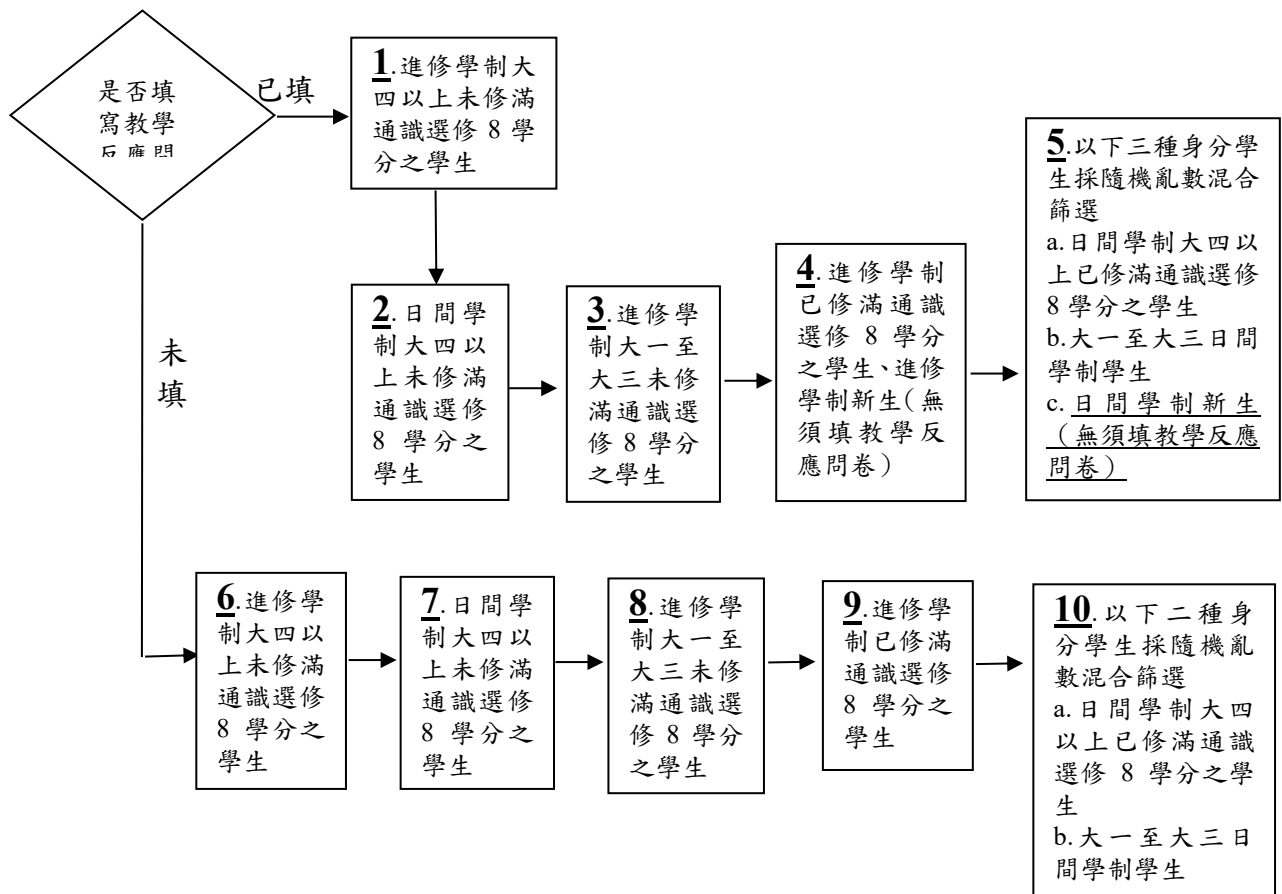 是否填
寫教學
反應問
已填
1.進修學制大
四以上未修滿
通識選修 8 學
分之學生
2.日間學
制大四以
上未修滿
通識選修
8 學分之
學生
3.進修學
制大一至
大三未修
滿通識選
修 8 學分
之學生
4.進修學制
已修滿通識
選修 8 學分
之學生、進修
學制新生(無
須填教學反
應問卷)
5.以下三種身分學
生採隨機亂數混合
篩選
a.日間學制大四以
上已修滿通識選修
8 學分之學生
b.大一至大三日間
學制學生
c.日間學制新生
(無須填教學反應
問卷)
未
填
6.進修學
制大四以
上未修滿
通識選修
8 學分之
學生
7.日間學
制大四以
上未修滿
通識選修
8 學分之
學生
8.進修學
制大一至
大三未修
滿通識選
修 8 學分
之學生
9.進修學
制已修滿
通識選修
8 學分之
學生
10.以下二種身
分學生採隨機亂
數混合篩選
a.日間學制大四
以上已修滿通識
選修 8 學分之學
生
b.大一至大三日
間學制學生